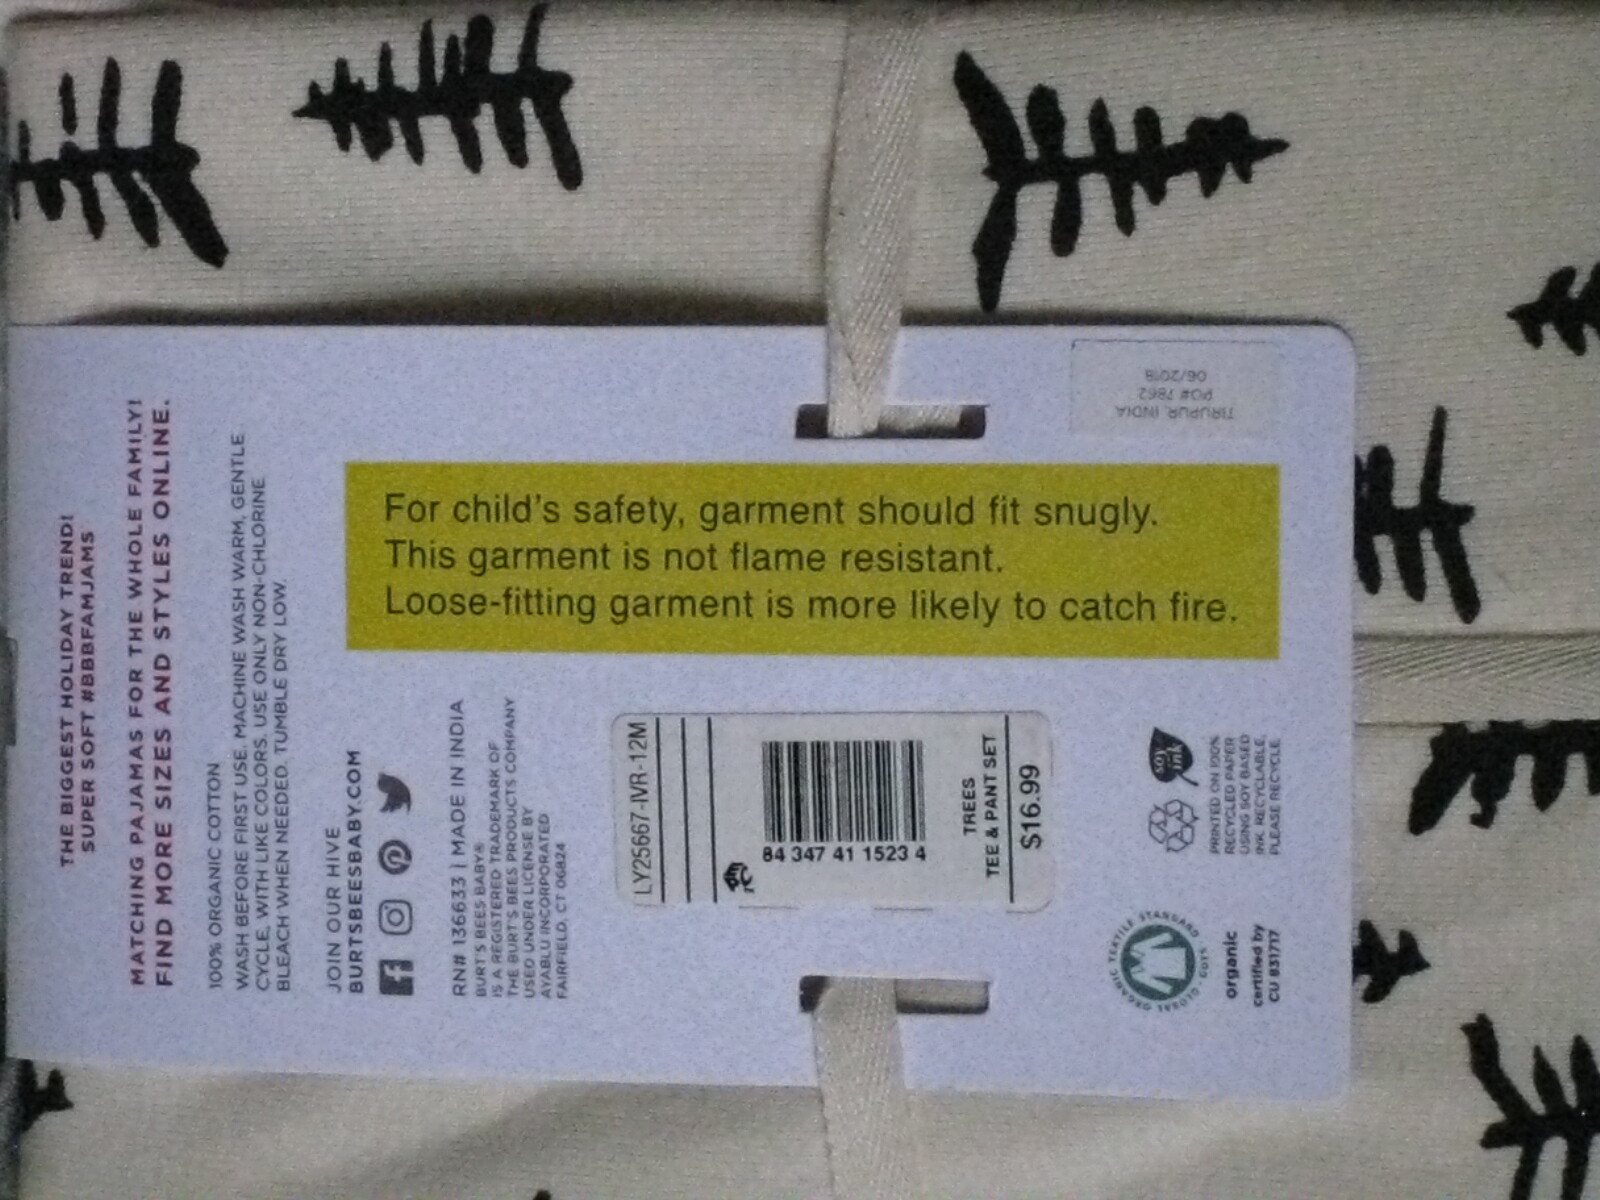 THE BIGGEST HOLIDAY TREND!
SUPER SOFT #BBBFAMJAMS
MATCHING PAJAMAS FOR THE WHOLE FAMILY!
FIND MORE SIZES AND STYLES ONLINE.
100% ORGANIC COTTON
WASH BEFORE FIRST USE. MACHINE WASH WARM, GENTLE
CYCLE, WITH LIKE COLORS. USE ONLY NON-CHLORINE
BLEACH WHEN NEEDED. TUMBLE DRY LOW.
JOIN OUR HIVE
BURTSBEESBABY.COM
RN# 136633 | MADE IN INDIA
BURT'S BEES BABY®
IS A REGISTERED TRADEMARK OF
THE BURT'S BEES PRODUCTS COMPANY
USED UNDER LICENSE BY
AYABLU INCORPORATED
FAIRFIELD, CT 06824
For child's safety, garment should fit snugly.
This garment is not flame resistant.
Loose-fitting garment is more likely to catch fire.
LY25667-IVR-12M
84 347 41 1523 4
TREES
TEE & PANT SET
$16.99
TIRUPUR, INDIA
PO# 7862
06/2018
soy
ink
PRINTED ON 100%
RECYCLED PAPER
USING SOY BASED
INK. RECYCLABLE,
PLEASE RECYCLE
GLOBAL ORGANIC TEXTILE STANDARD · GOTS ·
organic
certified by
CU 831717